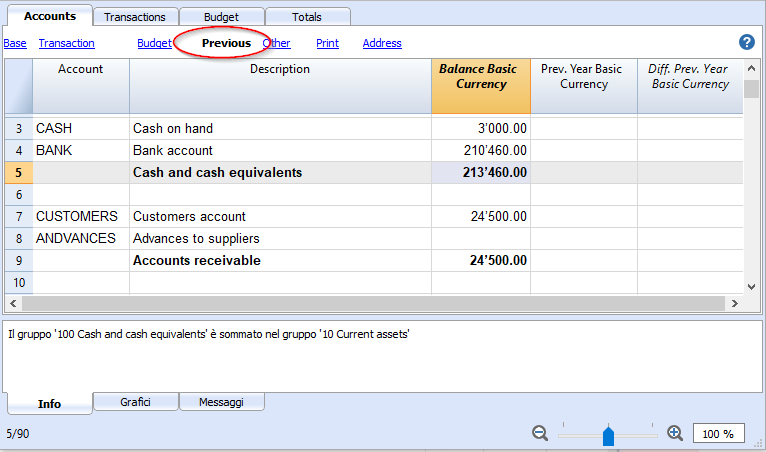 Accounts Transactions Budget Totals
Base Transaction Budget Previous Other Print Address ?
Account Description Balance Basic Currency Prev. Year Basic Currency Diff. Prev. Year Basic Currency
3 CASH Cash on hand 3'000.00
4 BANK Bank account 210'460.00
5 Cash and cash equivalents 213'460.00
6
7 CUSTOMERS Customers account 24'500.00
8 ANDVANCES Advances to suppliers
9 Accounts receivable 24'500.00
10
Il gruppo '100 Cash and cash equivalents' è sommato nel gruppo '10 Current assets'
Info Grafici Messaggi
5/90 100 %